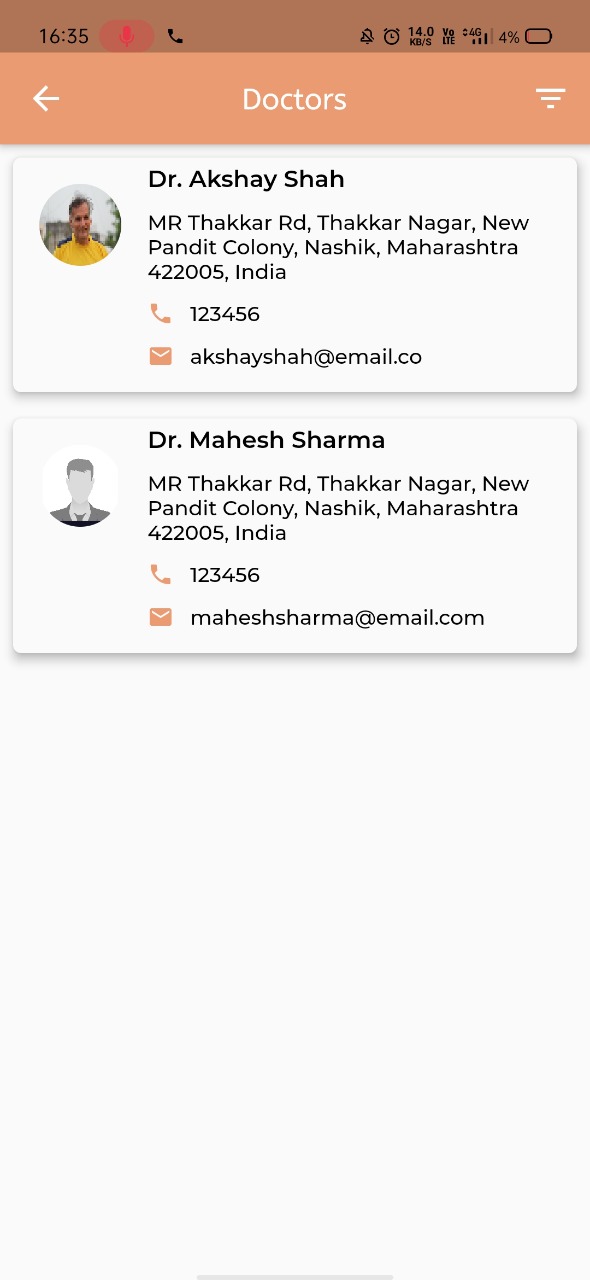 16:35 14.0 KB/S Vo LTE 4G 4%
Doctors
Dr. Akshay Shah
MR Thakkar Rd, Thakkar Nagar, New
Pandit Colony, Nashik, Maharashtra
422005, India
123456
akshayshah@email.co
Dr. Mahesh Sharma
MR Thakkar Rd, Thakkar Nagar, New
Pandit Colony, Nashik, Maharashtra
422005, India
123456
maheshsharma@email.com